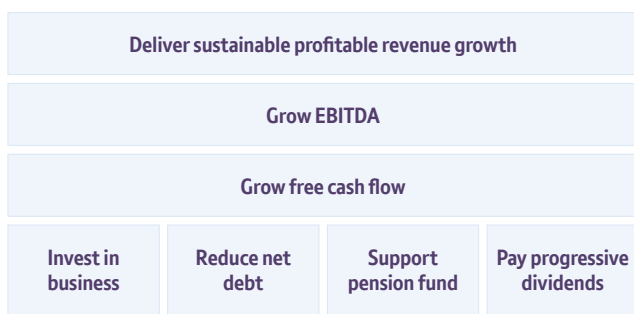 Deliver sustainable profitable revenue growth
Grow EBITDA
Grow free cash flow
Invest in
business
Reduce net
debt
Support
pension fund
Pay progressive
dividends